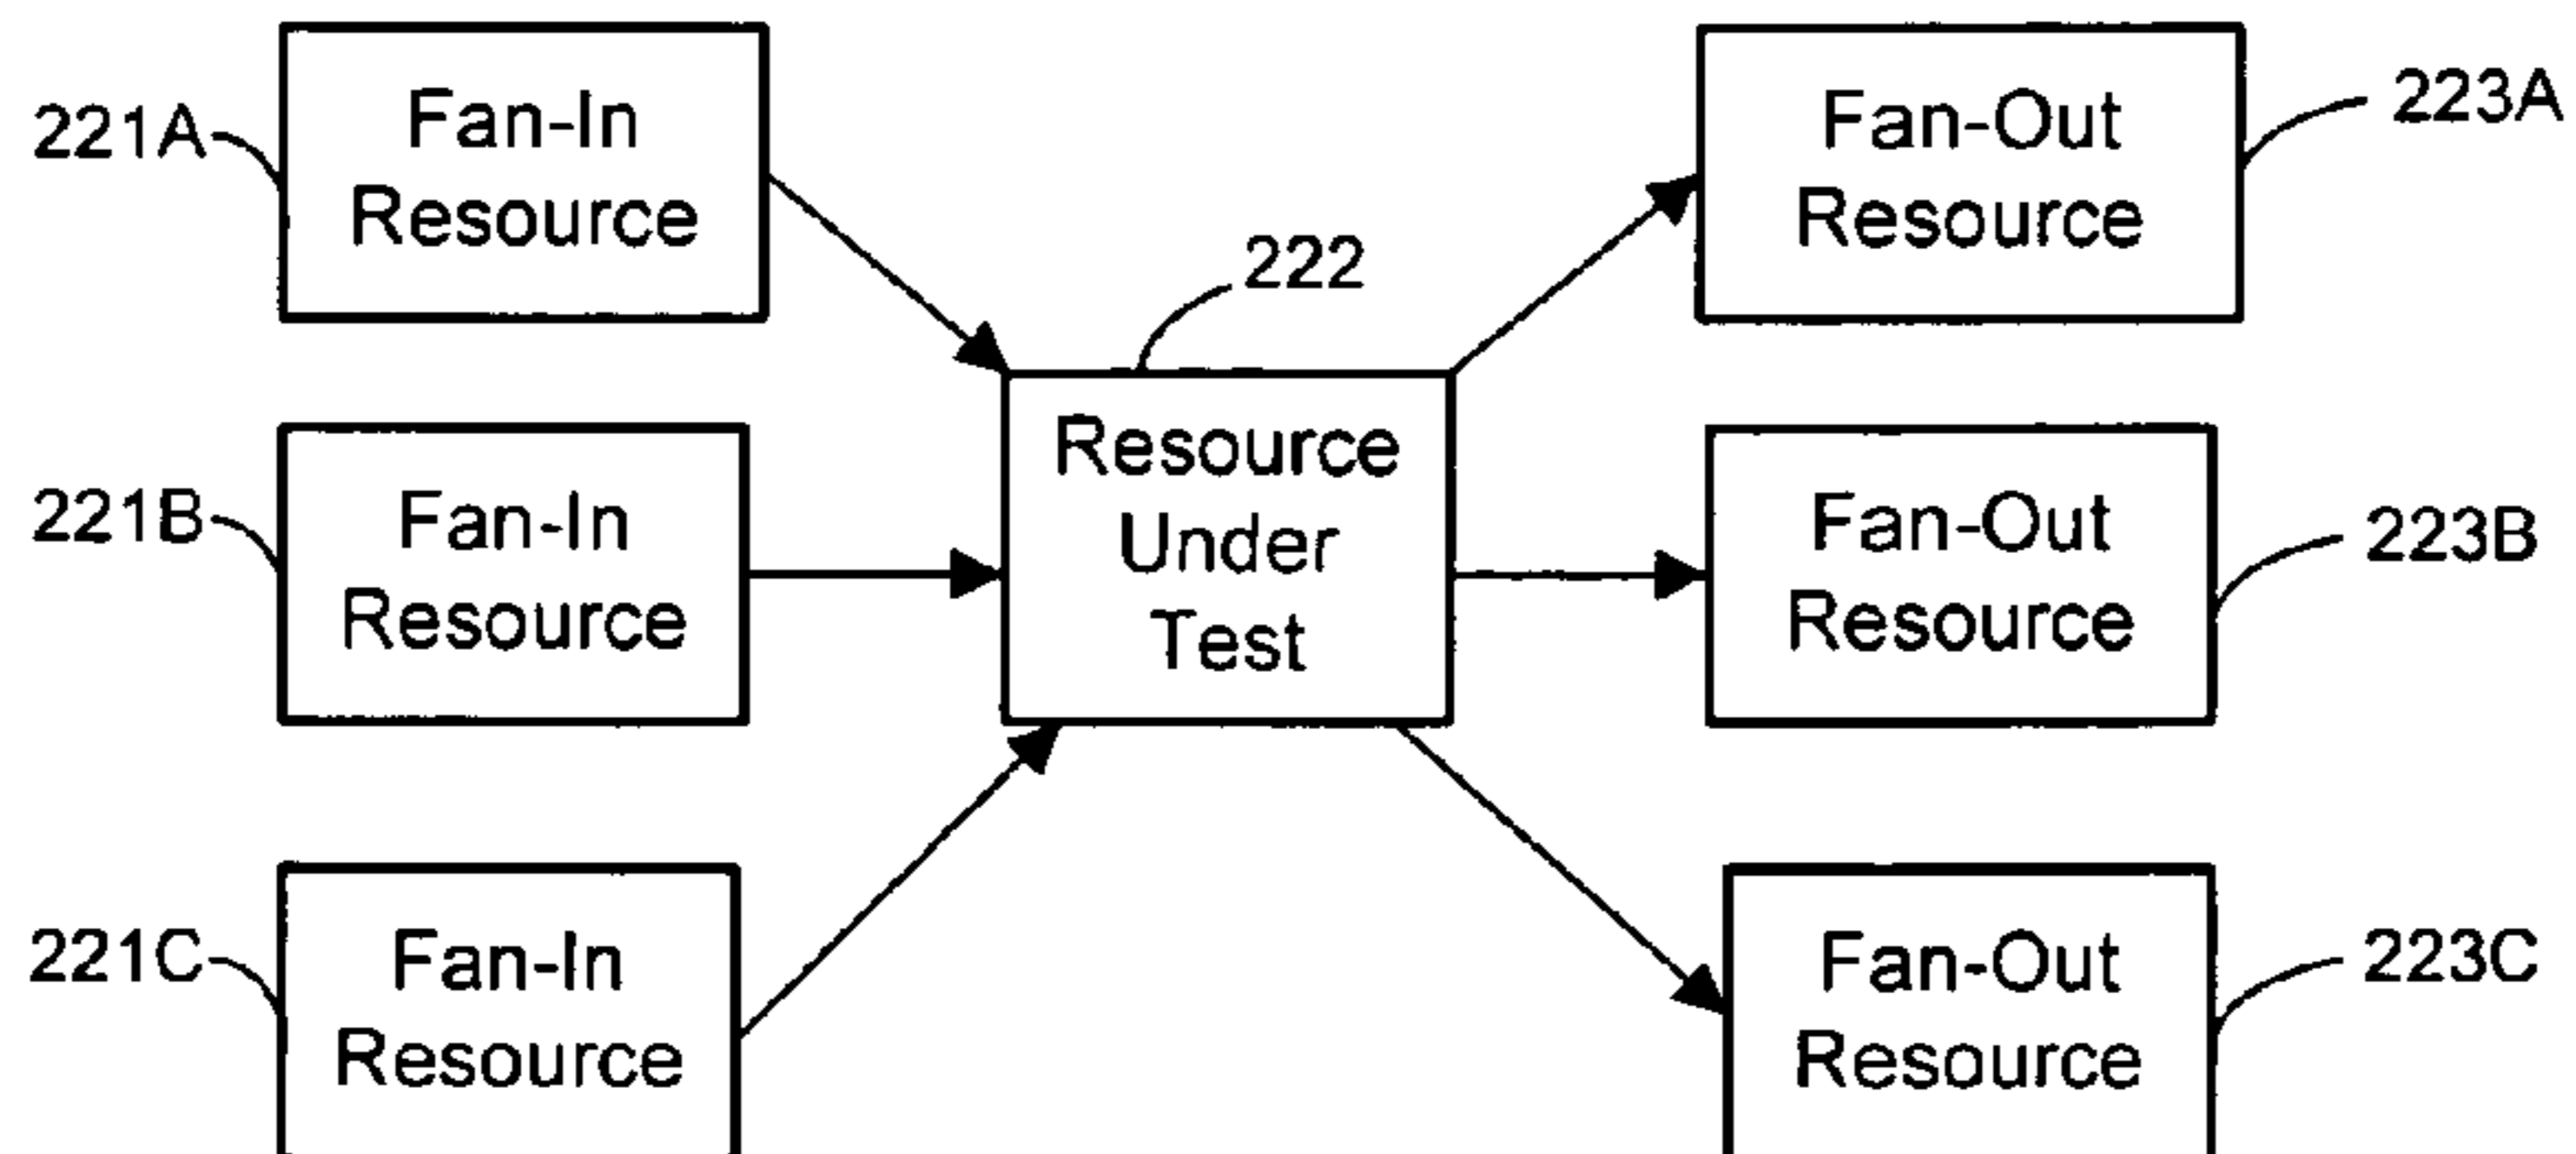 221A
Fan-In
Resource
Fan-Out
Resource
223A
222
221B
Fan-In
Resource
Resource
Under
Test
Fan-Out
Resource
223B
221C
Fan-In
Resource
Fan-Out
Resource
223C